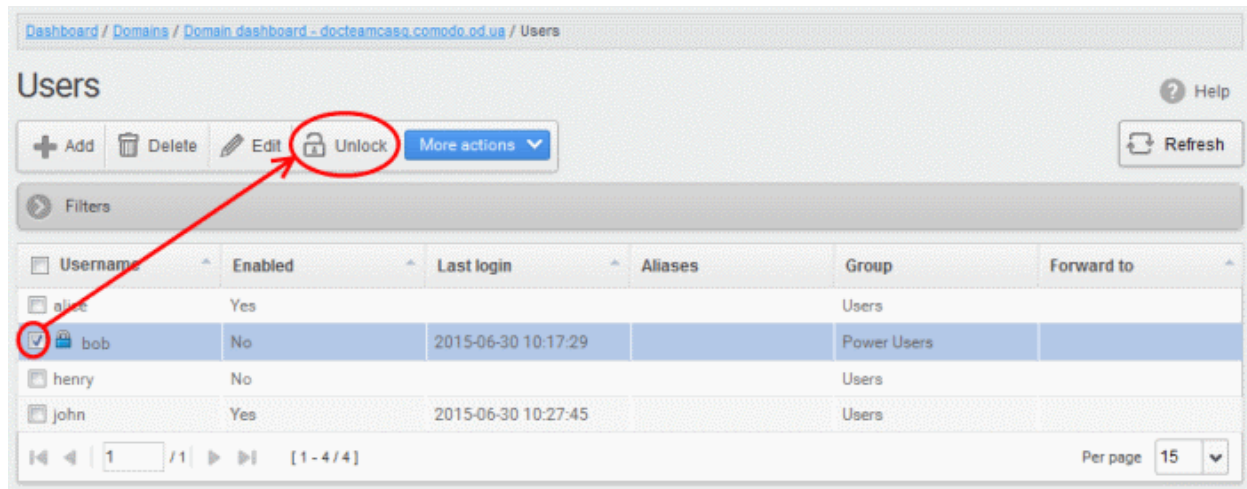 Dashboard / Domains / Domain dashboard - docteamcasg.comodo.od.ua / Users
Users
Help
Add Delete Edit Unlock More actions
Refresh
Filters
Username Enabled Last login Aliases Group Forward to
alice Yes Users
bob No 2015-06-30 10:17:29 Power Users
henry No Users
john Yes 2015-06-30 10:27:45 Users
1 / 1 [ 1 - 4 / 4 ] Per page 15